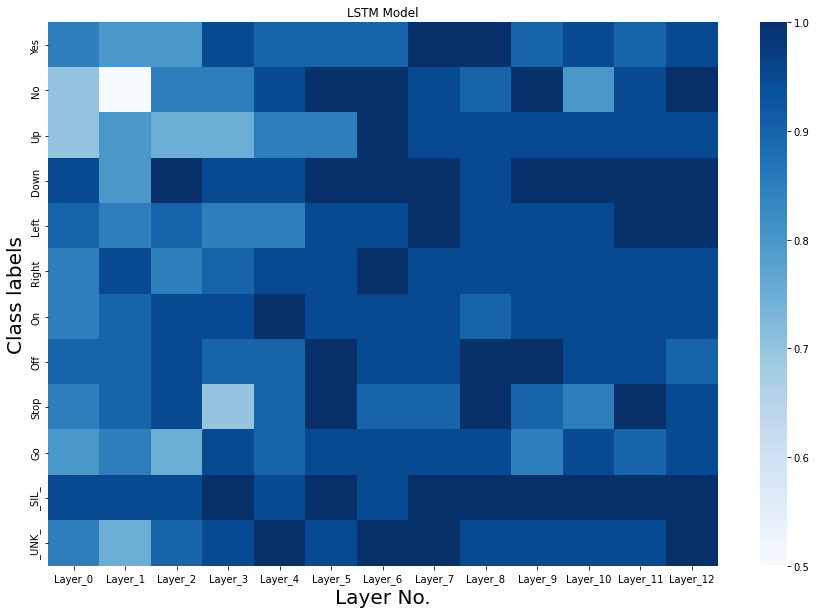 LSTM Model
Class labels
Yes
No
Up
Down
Left
Right
On
Off
Stop
Go
_SIL_
_UNK_
Layer_0 Layer_1 Layer_2 Layer_3 Layer_4 Layer_5 Layer_6 Layer_7 Layer_8 Layer_9 Layer_10 Layer_11 Layer_12
Layer No.
1.0
0.9
0.8
0.7
0.6
0.5